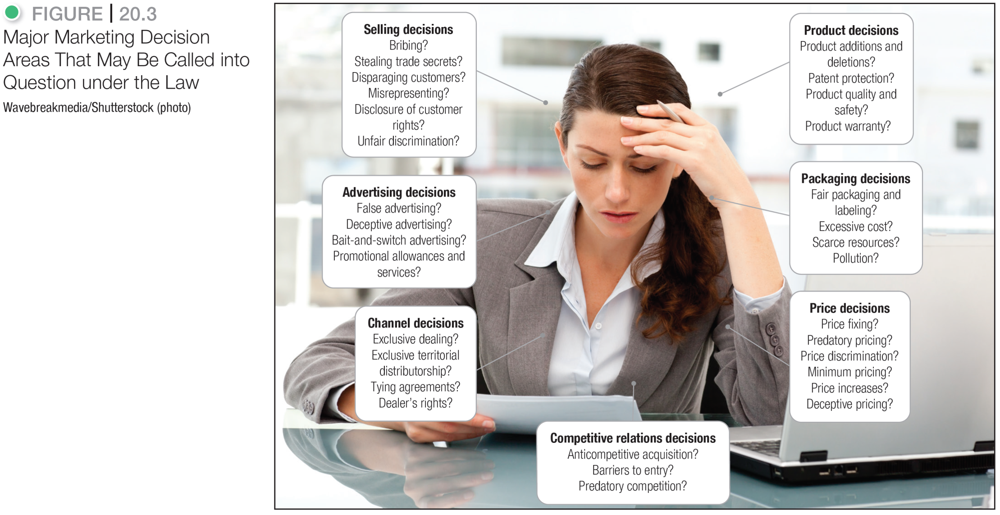 FIGURE | 20.3
Major Marketing Decision
Areas That May Be Called into
Question under the Law
Wavebreakmedia/Shutterstock (photo)
Selling decisions
Bribing?
Stealing trade secrets?
Disparaging customers?
Misrepresenting?
Disclosure of customer
rights?
Unfair discrimination?
Advertising decisions
False advertising?
Deceptive advertising?
Bait-and-switch advertising?
Promotional allowances and
services?
Channel decisions
Exclusive dealing?
Exclusive territorial
distributorship?
Tying agreements?
Dealer’s rights?
Competitive relations decisions
Anticompetitive acquisition?
Barriers to entry?
Predatory competition?
Product decisions
Product additions and
deletions?
Patent protection?
Product quality and
safety?
Product warranty?
Packaging decisions
Fair packaging and
labeling?
Excessive cost?
Scarce resources?
Pollution?
Price decisions
Price fixing?
Predatory pricing?
Price discrimination?
Minimum pricing?
Price increases?
Deceptive pricing?